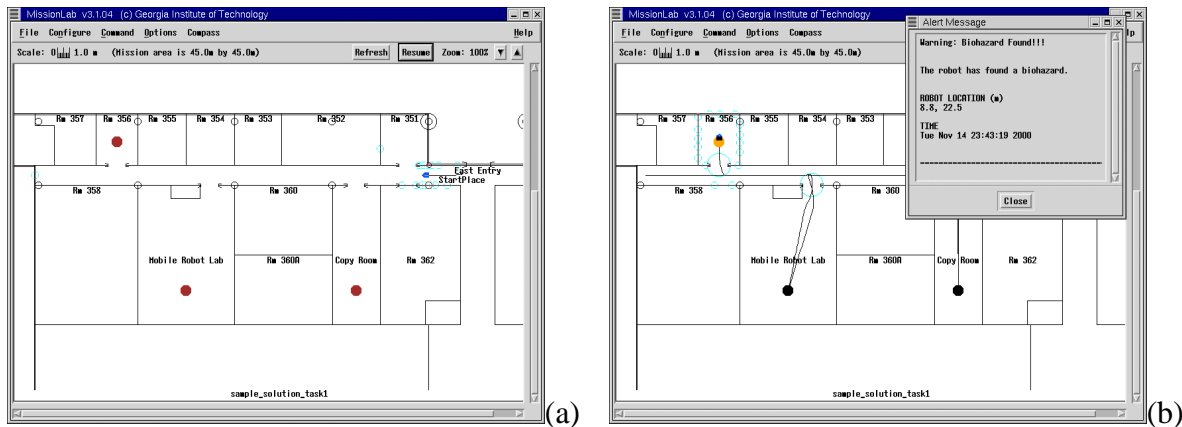 MissionLab v3.1.04 (c) Georgia Institute of Technology
File Configure Command Options Compass Help
Scale: 0 1.0 m (Mission area is 45.0m by 45.0m) Refresh Resume Zoom: 100%
Rm 357 Rm 356 Rm 355 Rm 354 Rm 353 Rm 352 Rm 351
East Entry
StartPlace
Rm 358 Rm 360
Mobile Robot Lab Rm 360A Copy Room Rm 362
sample_solution_task1
(a)
MissionLab v3.1.04 (c) Georgia Institute of Technology
File Configure Command Options Compass lp
Scale: 0 1.0 m (Mission area is 45.0m by 45.0m)
Rm 357 Rm 356 Rm 355 Rm 354 Rm 353
Rm 358 Rm 360
Mobile Robot Lab Rm 360A Copy Room Rm 362
sample_solution_task1
Alert Message
Warning: Biohazard Found!!!
The robot has found a biohazard.
ROBOT LOCATION (m)
8.8, 22.5
TIME
Tue Nov 14 23:43:19 2000
Close
(b)